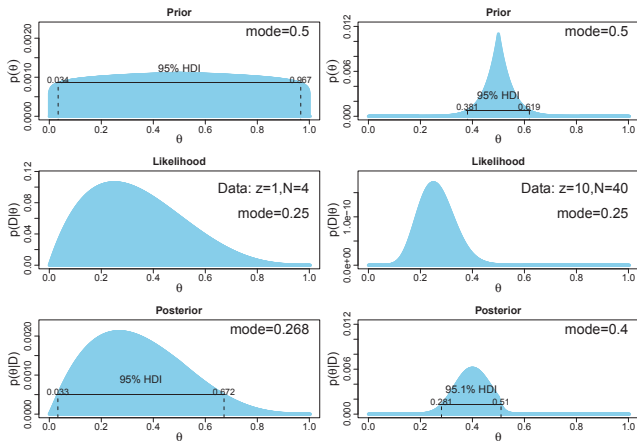 Prior
mode=0.5
95% HDI
0.034
0.967
p(θ)
0.0000
0.0010
0.0020
0.0
0.2
0.4
0.6
0.8
1.0
θ
Prior
mode=0.5
95% HDI
0.381
0.619
p(θ)
0.000
0.006
0.012
0.0
0.2
0.4
0.6
0.8
1.0
θ
Likelihood
Data: z=1,N=4
mode=0.25
p(D|θ)
0.00
0.04
0.08
0.12
0.0
0.2
0.4
0.6
0.8
1.0
θ
Likelihood
Data: z=10,N=40
mode=0.25
p(D|θ)
0.0e+00
1.0e-10
0.0
0.2
0.4
0.6
0.8
1.0
θ
Posterior
mode=0.268
95% HDI
0.033
0.672
p(θ|D)
0.0000
0.0010
0.0020
0.0
0.2
0.4
0.6
0.8
1.0
θ
Posterior
mode=0.4
95.1% HDI
0.281
0.51
p(θ|D)
0.000
0.006
0.012
0.0
0.2
0.4
0.6
0.8
1.0
θ